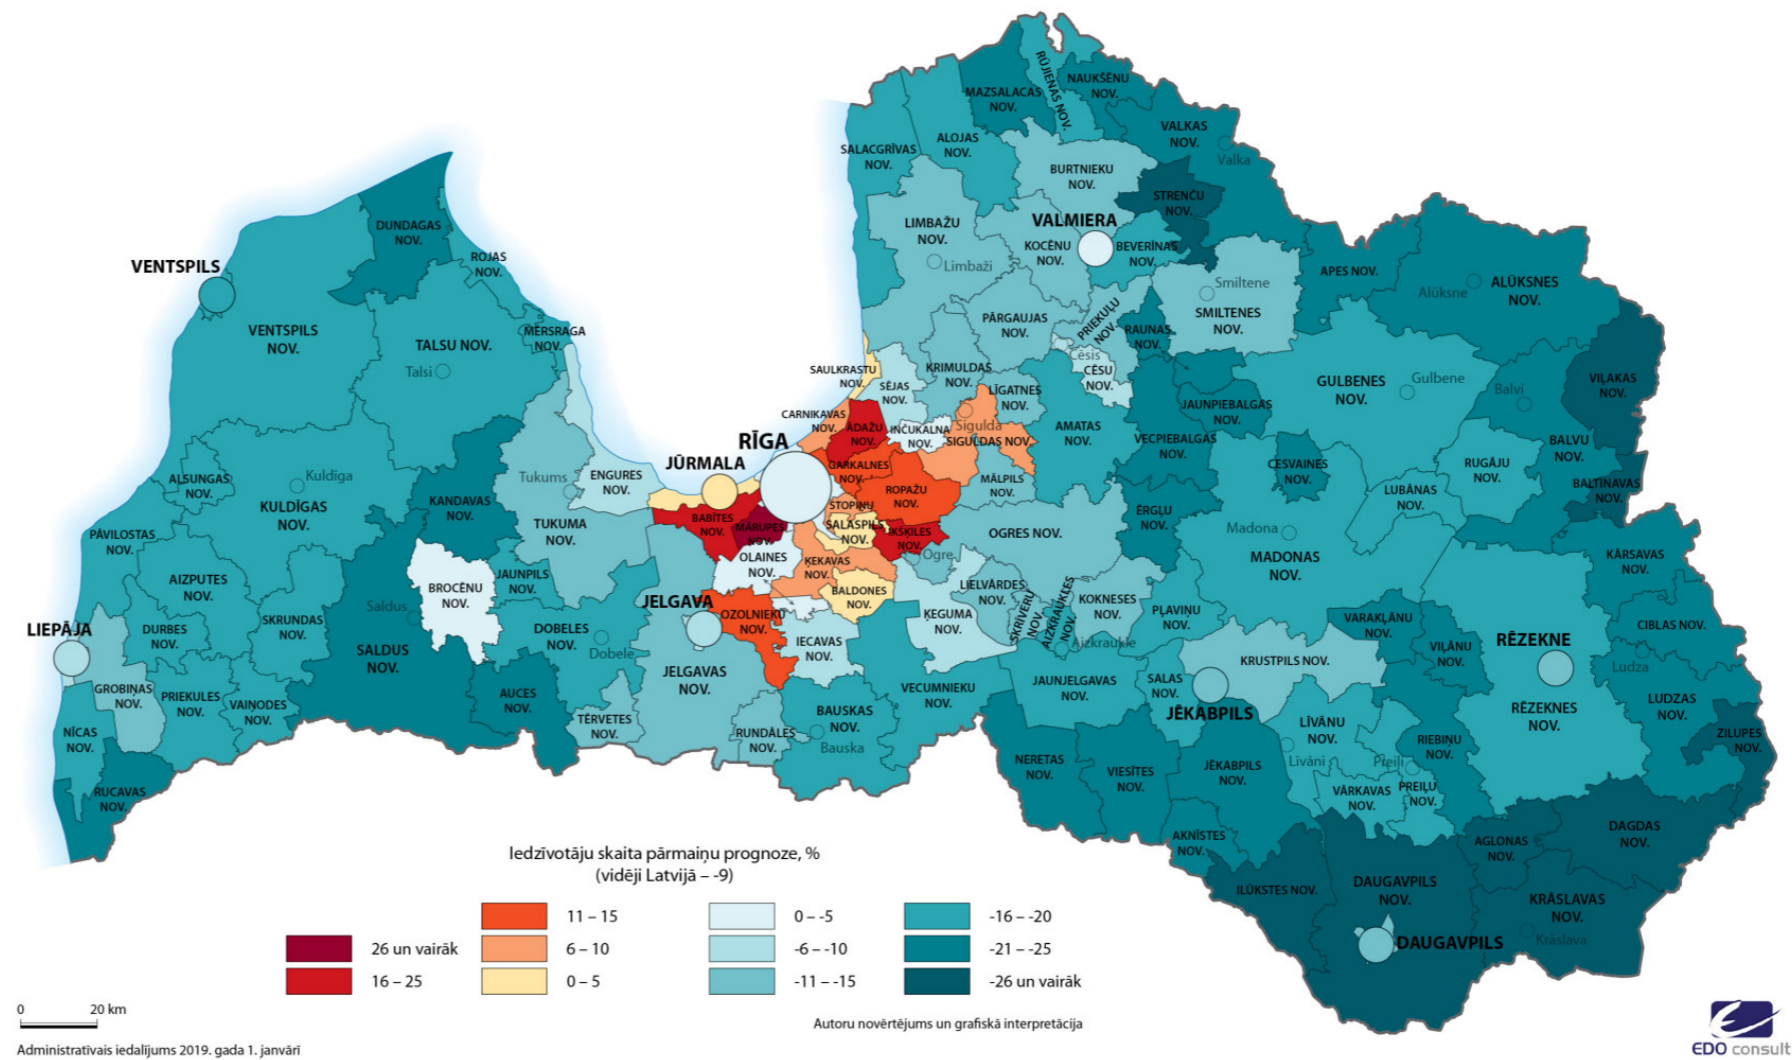 RŪJIENAS NOV.
NAUKŠĒNU
NOV.
MAZSALACAS
NOV.
VALKAS
NOV.
Valka
ALOJAS
NOV.
SALACGRĪVAS
NOV.
BURTNIEKU
NOV.
STRENČU
NOV.
DUNDAGAS
NOV.
LIMBAŽU
NOV.
Limbaži
VALMIERA
KOCĒNU
NOV.
BEVERĪNAS
NOV.
ROJAS
NOV.
VENTSPILS
APES NOV.
Alūksne
ALŪKSNES
NOV.
Smiltene
SMILTENES
NOV.
VENTSPILS
NOV.
TALSU NOV.
Talsi
MĒRSRAGA
NOV.
PĀRGAUJAS
NOV.
PRIEKUĻU
NOV.
RAUNAS
NOV.
Cēsis
CĒSU
NOV.
SAULKRASTU
NOV.
SĒJAS
NOV.
KRIMULDAS
NOV.
LĪGATNES
NOV.
GULBENES
NOV.
Gulbene
Balvi
VIĻAKAS
NOV.
JAUNPIEBALGAS
NOV.
CARNIKAVAS
NOV.
ĀDAŽU
NOV.
INČUKALNA
NOV.
Sigulda
SIGULDAS NOV.
AMATAS
NOV.
VECPIEBALGAS
NOV.
BALVU
NOV.
RĪGA
JŪRMALA
GARKALNES
NOV.
ROPAŽU
NOV.
MĀLPILS
NOV.
CESVAINES
NOV.
RUGĀJU
NOV.
LUBĀNAS
NOV.
BALTINAVAS
NOV.
ALSUNGAS
NOV.
Kuldīga
KULDĪGAS
NOV.
KANDAVAS
NOV.
Tukums
TUKUMA
NOV.
ENGURES
NOV.
BABĪTES
NOV.
MĀRUPES
NOV.
STOPIŅU
SALASPILS
NOV.
IKŠĶILES
NOV.
Ogre
OGRES NOV.
ĒRGĻU
NOV.
Madona
MADONAS
NOV.
KĀRSAVAS
NOV.
PĀVILOSTAS
NOV.
AIZPUTES
NOV.
BROCĒNU
NOV.
JAUNPILS
NOV.
OLAINES
NOV.
ĶEKAVAS
NOV.
BALDONES
NOV.
LIELVĀRDES
NOV.
KOKNESES
NOV.
PĻAVIŅU
NOV.
Saldus
SKRUNDAS
NOV.
DURBES
NOV.
LIEPĀJA
JELGAVA
OZOLNIEKU
NOV.
IECAVAS
NOV.
ĶEGUMA
NOV.
SKRĪVERU
NOV.
AIZKRAUKLES
NOV.
Aizkraukle
VARAKĻĀNU
NOV.
VIĻĀNU
NOV.
RĒZEKNE
CIBLAS NOV.
Ludza
DOBELES
NOV.
Dobele
SALDUS
NOV.
AUCES
NOV.
JELGAVAS
NOV.
KRUSTPILS NOV.
SALAS
NOV.
JĒKABPILS
JAUNJELGAVAS
NOV.
VECUMNIEKU
NOV.
GROBIŅAS
NOV.
PRIEKULES
NOV.
VAIŅODES
NOV.
NĪCAS
NOV.
TĒRVETES
NOV.
RUNDĀLES
NOV.
BAUSKAS
NOV.
Bauska
RĒZEKNES
NOV.
LUDZAS
NOV.
ZILUPES
NOV.
LĪVĀNU
NOV.
Līvāni
Preiļi
RIEBIŅU
NOV.
VĀRKAVAS
NOV.
PREIĻU
NOV.
NERETAS
NOV.
VIESĪTES
NOV.
JĒKABPILS
NOV.
RUCAVAS
NOV.
AKNĪSTES
NOV.
AGLONAS
NOV.
DAGDAS
NOV.
ILŪKSTES NOV.
DAUGAVPILS
NOV.
KRĀSLAVAS
NOV.
Krāslava
DAUGAVPILS
Iedzīvotāju skaita pārmaiņu prognoze, %
(vidēji Latvijā – -9)
11 – 15
0 – -5
-16 – -20
26 un vairāk
6 – 10
-6 – -10
-21 – -25
16 – 25
0 – 5
-11 – -15
-26 un vairāk
0 20 km
Autoru novērtējums un grafiskā interpretācija
Administratīvais iedalījums 2019. gada 1. janvārī
EDO consult